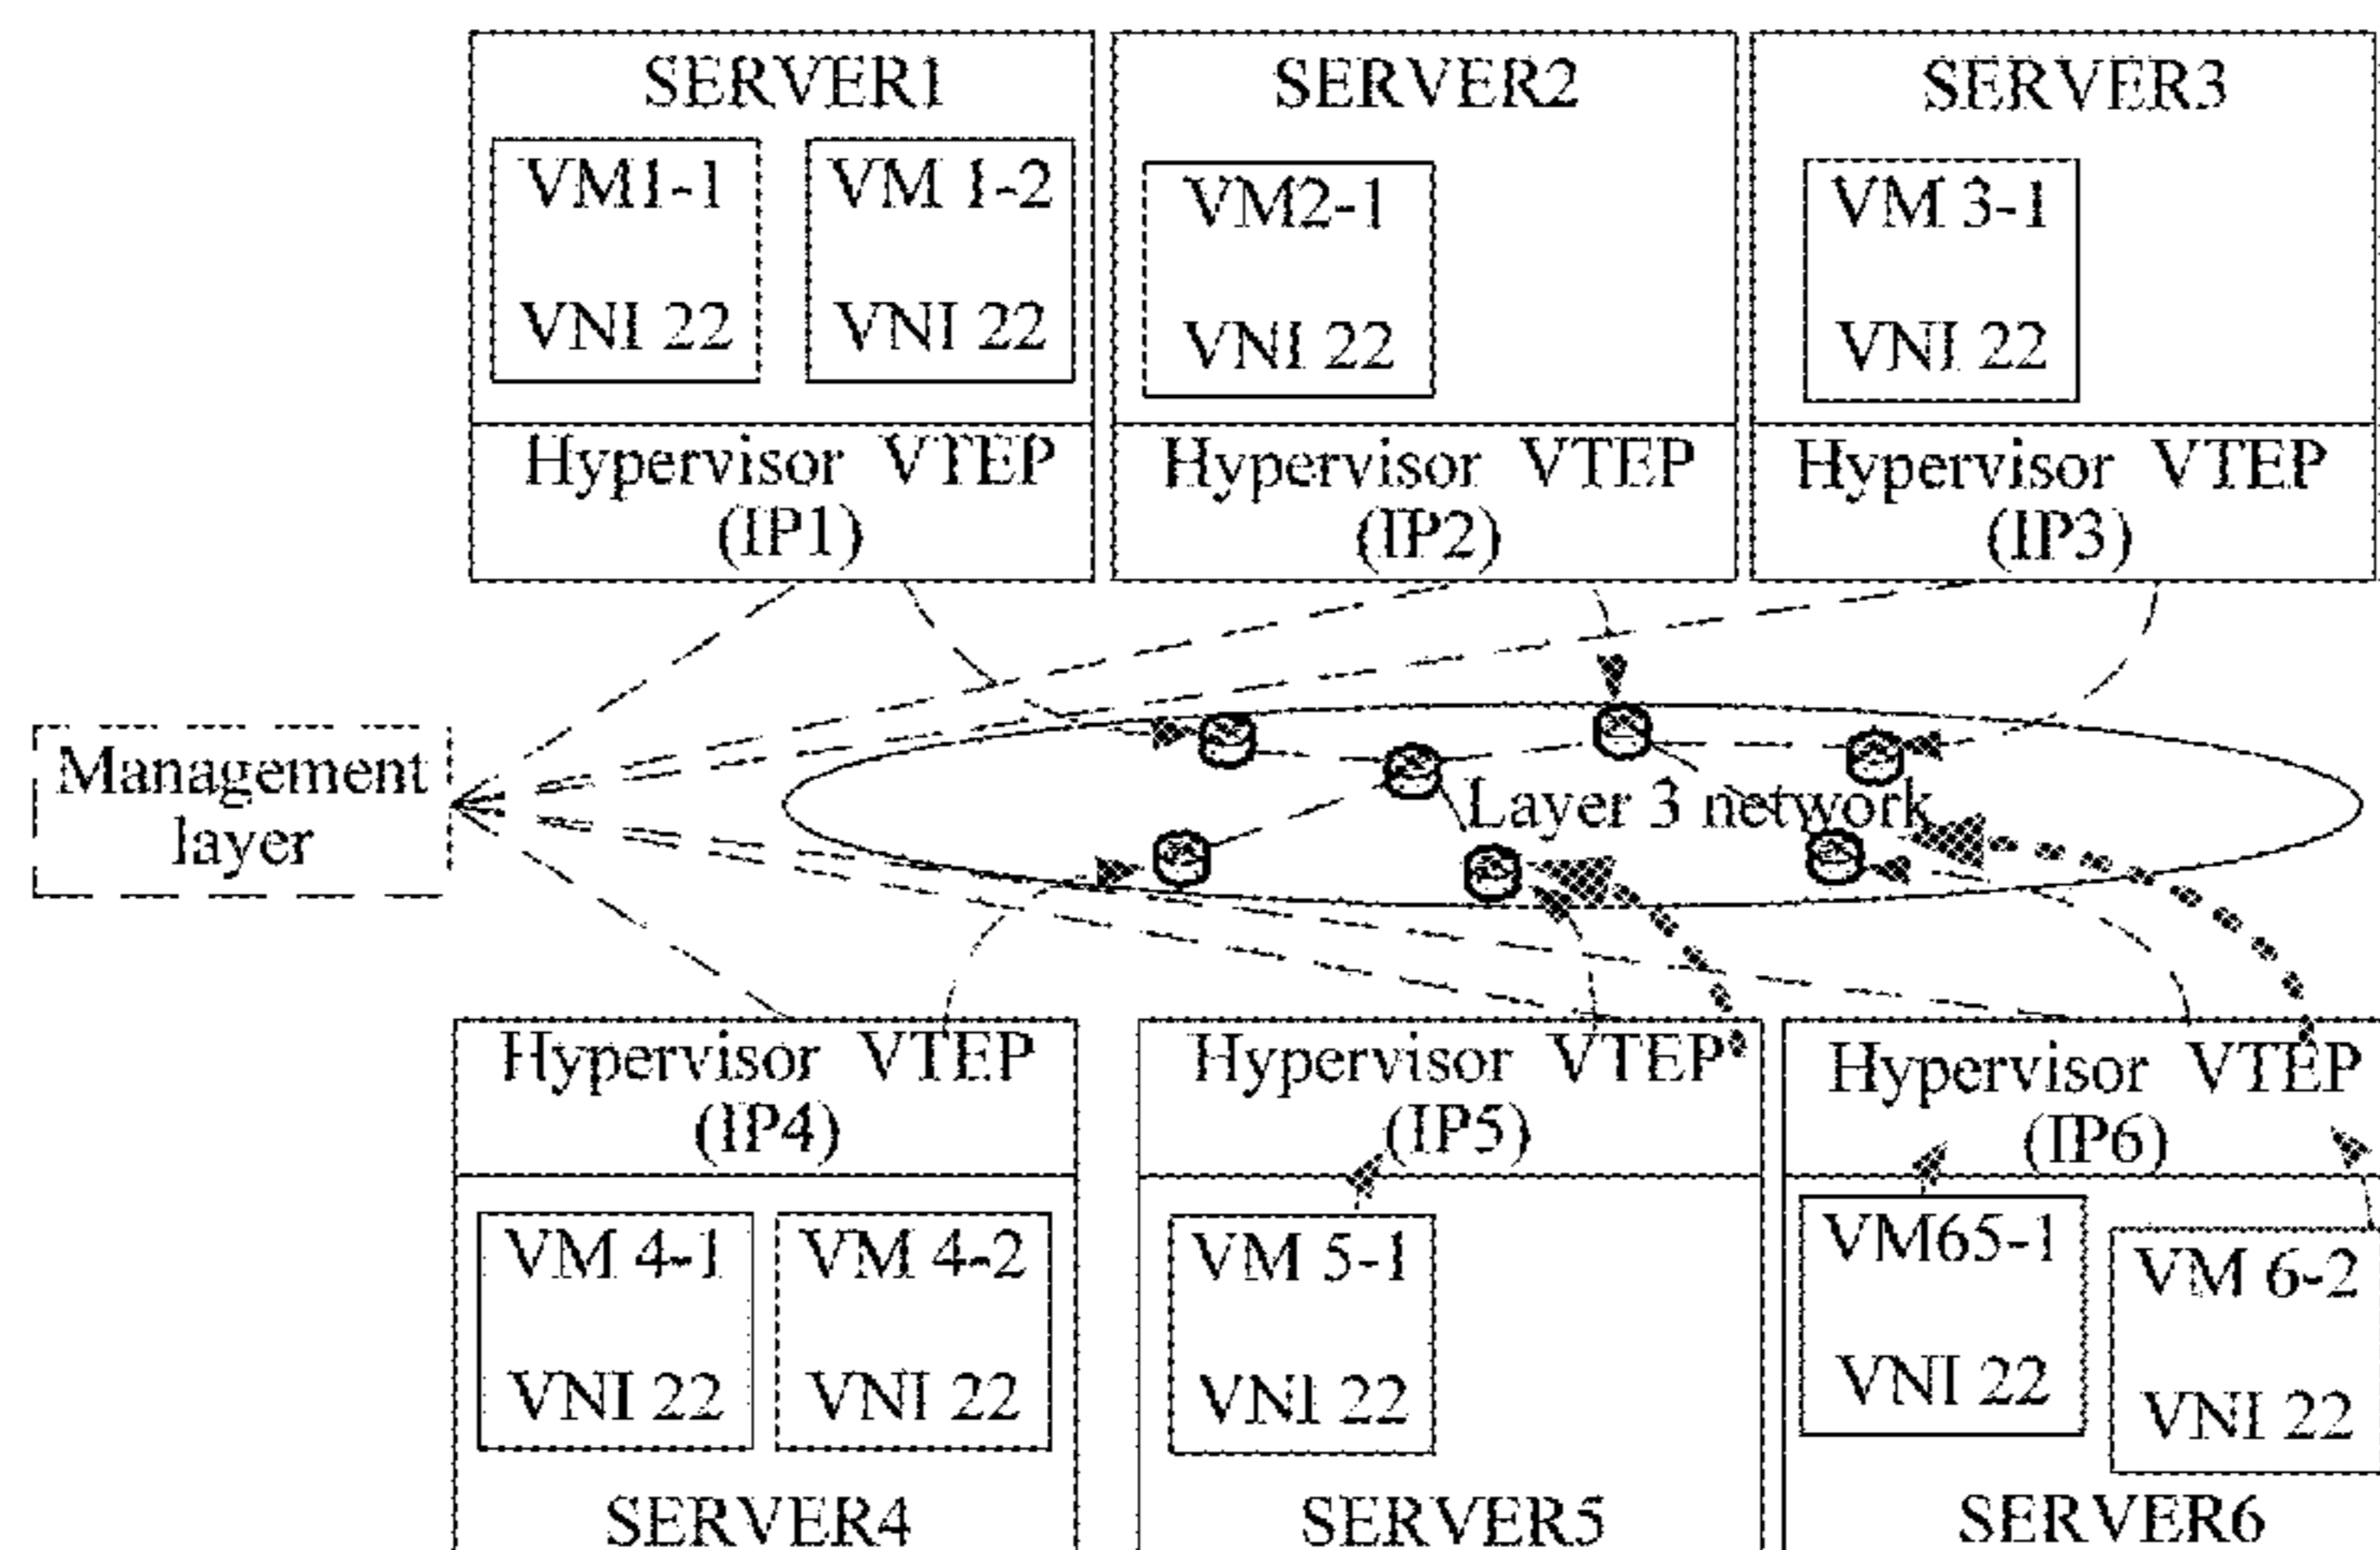 SERVER1
VM1-1
VNI 22
VM 1-2
VNI 22
Hypervisor VTEP
(IP1)
SERVER2
VM2-1
VNI 22
Hypervisor VTEP
(IP2)
SERVER3
VM 3-1
VNI 22
Hypervisor VTEP
(IP3)
Management
layer
Layer 3 network
Hypervisor VTEP
(IP4)
VM 4-1
VNI 22
VM 4-2
VNI 22
SERVER4
Hypervisor VTEP
(IP5)
VM 5-1
VNI 22
SERVER5
Hypervisor VTEP
(IP6)
VM65-1
VNI 22
VM 6-2
VNI 22
SERVER6